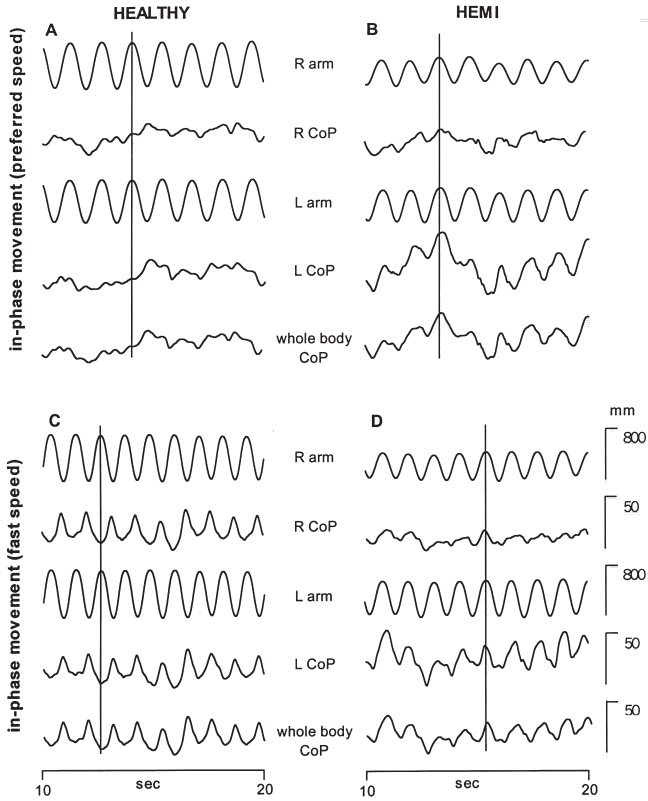 HEALTHY
HEMI
in-phase movement (preferred speed)
A
B
R arm
R CoP
L arm
L CoP
whole body
CoP
in-phase movement (fast speed)
C
D
mm
R arm
800
R CoP
50
L arm
800
L CoP
50
whole body
CoP
50
10
sec
20
10
sec
20